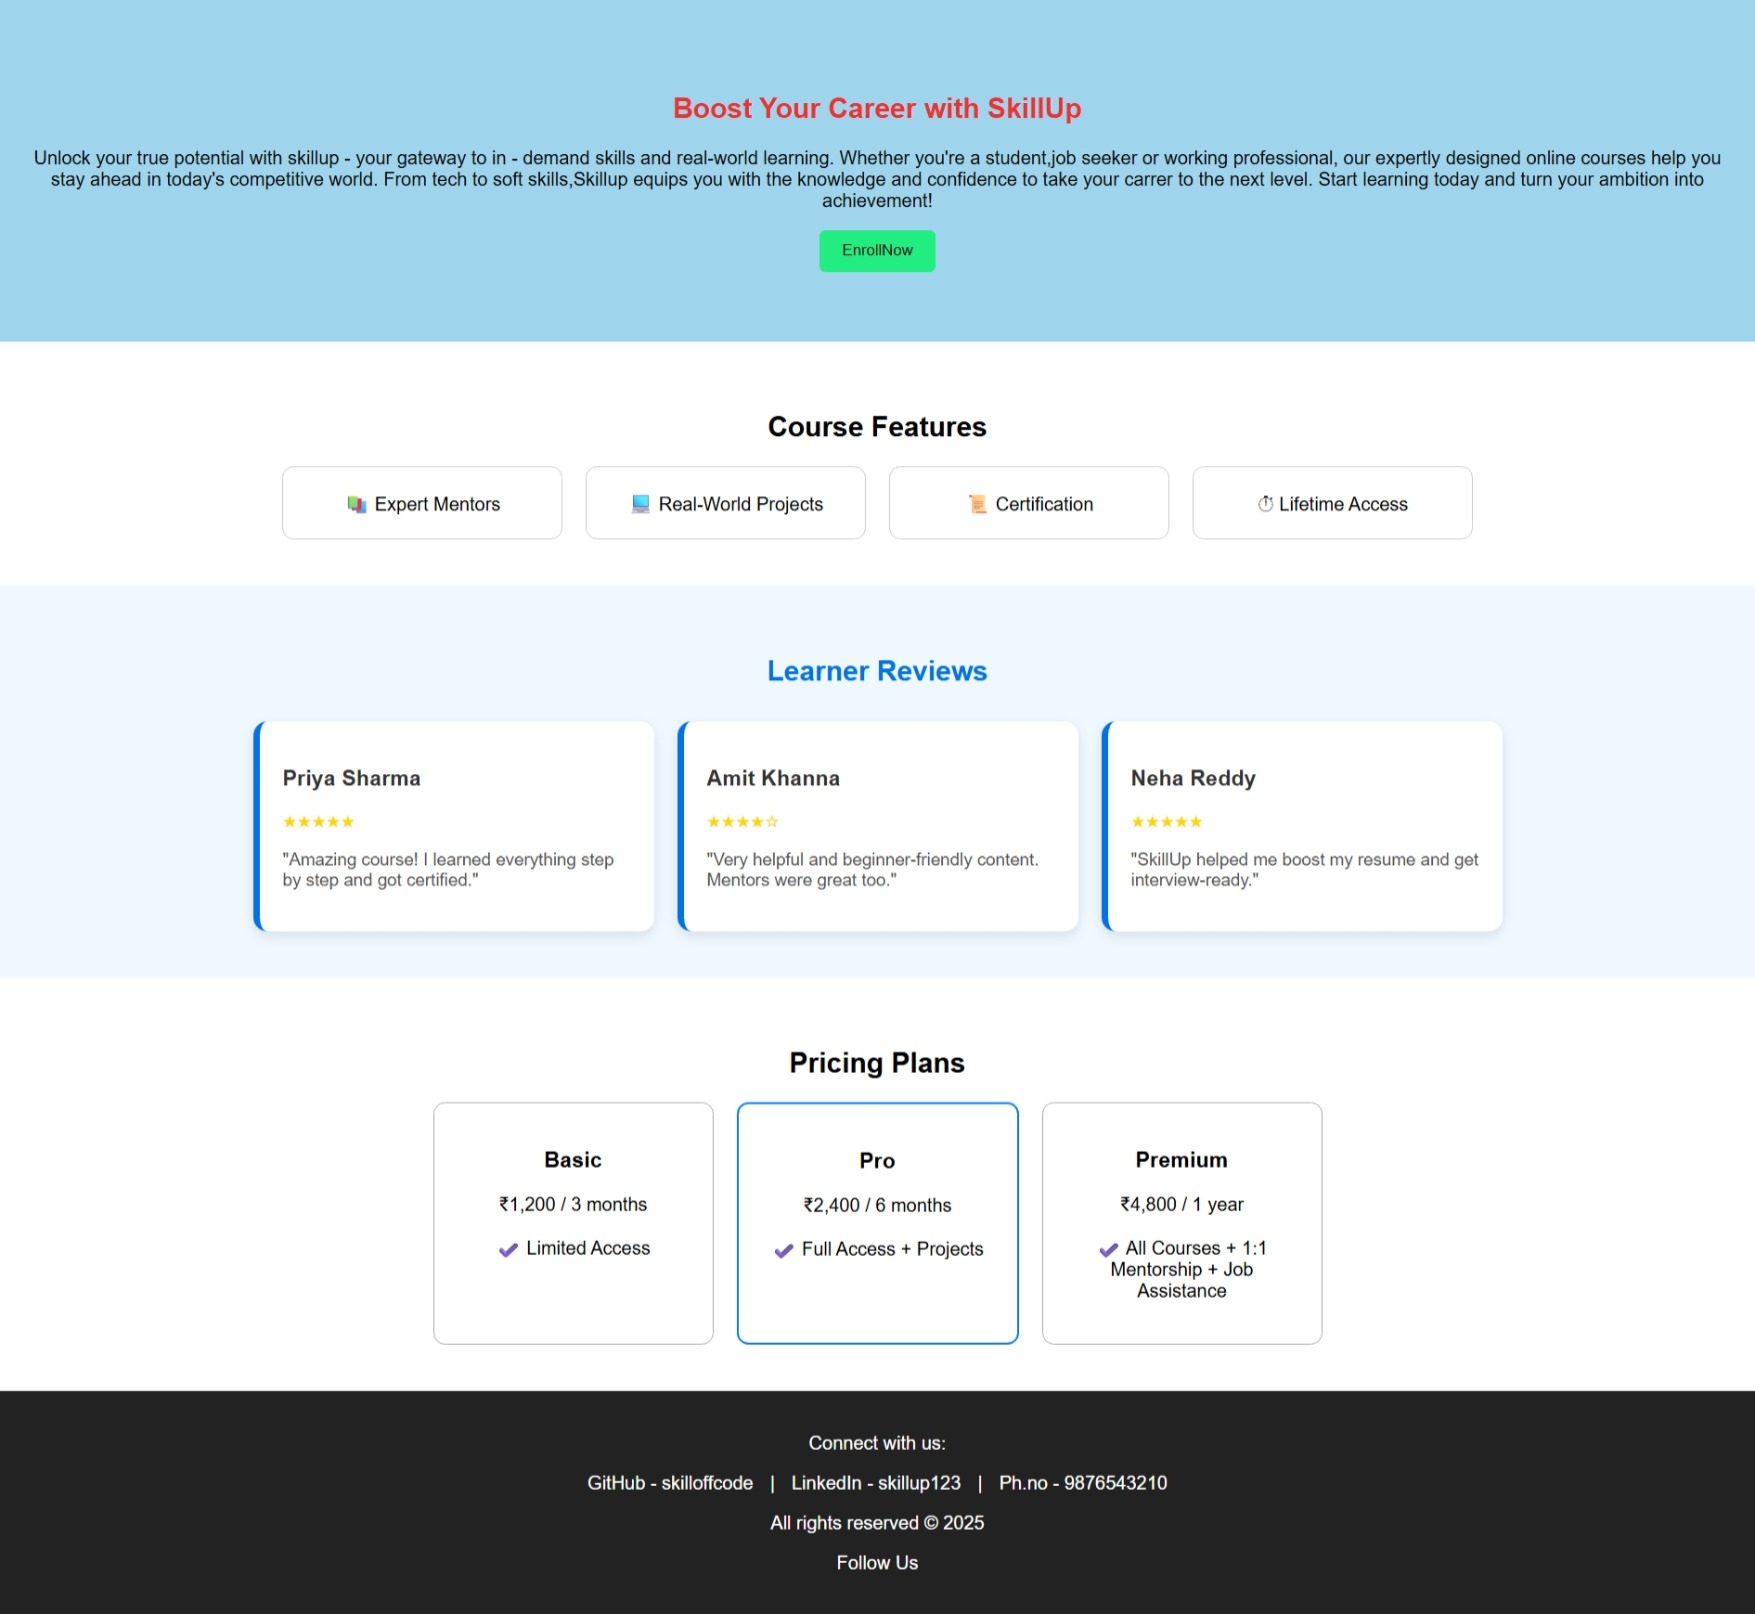 Boost Your Career with SkillUp
Unlock your true potential with skillup - your gateway to in - demand skills and real-world learning. Whether you're a student,job seeker or working professional, our expertly designed online courses help you
stay ahead in today's competitive world. From tech to soft skills,Skillup equips you with the knowledge and confidence to take your carrer to the next level. Start learning today and turn your ambition into
achievement!
EnrollNow
Course Features
📚 Expert Mentors
💻 Real-World Projects
📜 Certification
⏱ Lifetime Access
Learner Reviews
Priya Sharma
★★★★★
"Amazing course! I learned everything step
by step and got certified."
Amit Khanna
★★★★☆
"Very helpful and beginner-friendly content.
Mentors were great too."
Neha Reddy
★★★★★
"SkillUp helped me boost my resume and get
interview-ready."
Pricing Plans
Basic
₹1,200 / 3 months
✔ Limited Access
Pro
₹2,400 / 6 months
✔ Full Access + Projects
Premium
₹4,800 / 1 year
✔ All Courses + 1:1
Mentorship + Job
Assistance
Connect with us:
GitHub - skilloffcode | LinkedIn - skillup123 | Ph.no - 9876543210
All rights reserved © 2025
Follow Us